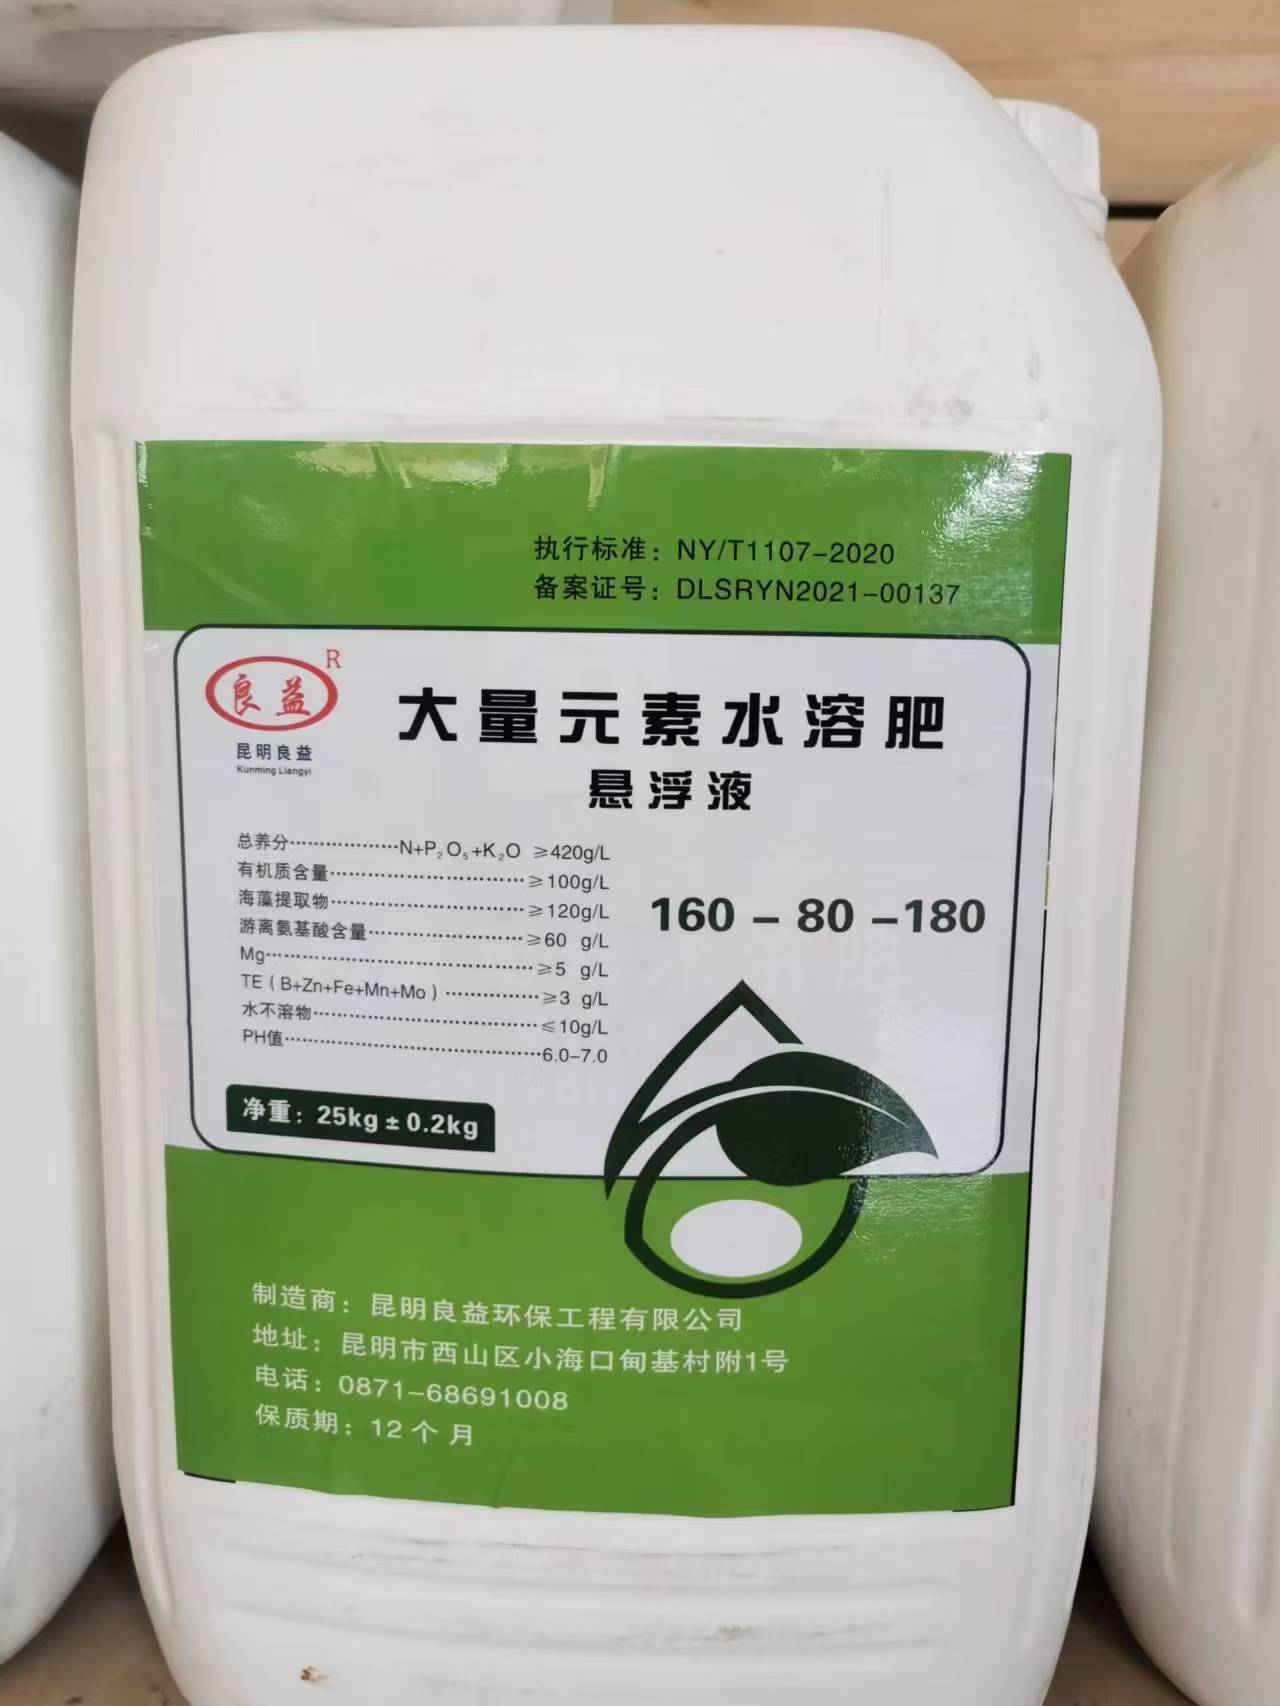 执行标准：NY/T1107-2020
备案证号：DLSRYN2021-00137
良益 R
昆明良益
Kunming Liangyi
大量元素水溶肥
悬浮液
总养分………………N+P₂O₅+K₂O ≥420g/L
有机质含量……………………………≥100g/L
海藻提取物……………………………≥120g/L
游离氨基酸含量………………………≥60 g/L
Mg………………………………………≥5 g/L
TE（B+Zn+Fe+Mn+Mo）……………≥3 g/L
水不溶物………………………………≤10g/L
PH值……………………………………6.0-7.0
160 - 80 -180
净重：25kg±0.2kg
制造商：昆明良益环保工程有限公司
地址：昆明市西山区小海口甸基村附1号
电话：0871-68691008
保质期：12个月